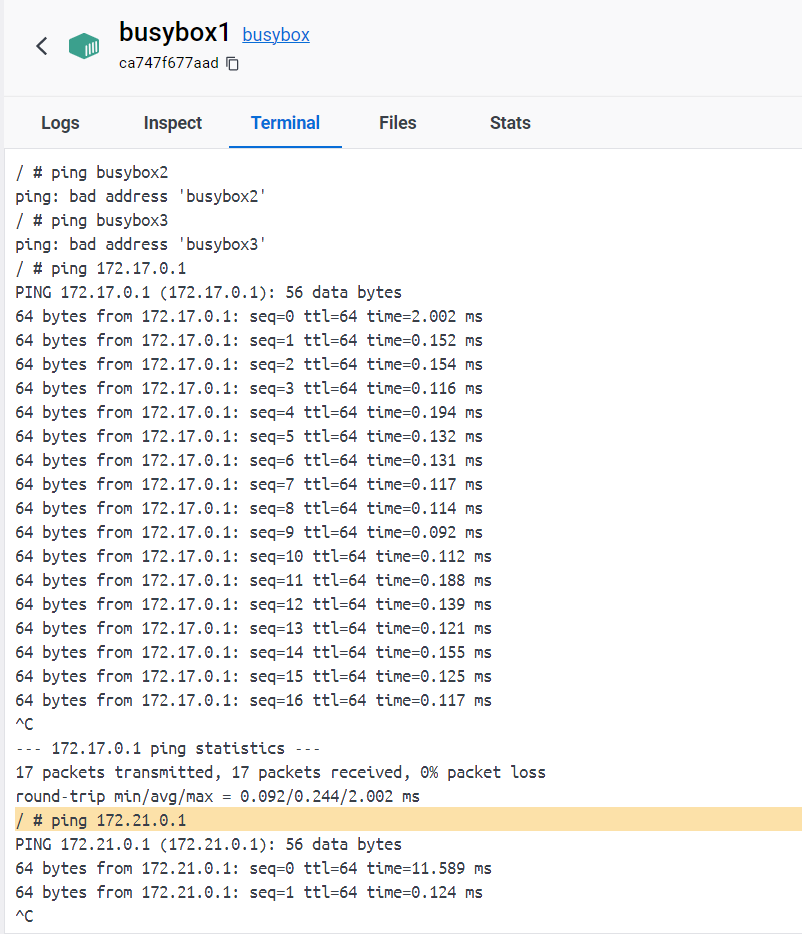 busybox1 busybox
ca747f677aad
Logs Inspect Terminal Files Stats
/ # ping busybox2
ping: bad address 'busybox2'
/ # ping busybox3
ping: bad address 'busybox3'
/ # ping 172.17.0.1
PING 172.17.0.1 (172.17.0.1): 56 data bytes
64 bytes from 172.17.0.1: seq=0 ttl=64 time=2.002 ms
64 bytes from 172.17.0.1: seq=1 ttl=64 time=0.152 ms
64 bytes from 172.17.0.1: seq=2 ttl=64 time=0.154 ms
64 bytes from 172.17.0.1: seq=3 ttl=64 time=0.116 ms
64 bytes from 172.17.0.1: seq=4 ttl=64 time=0.194 ms
64 bytes from 172.17.0.1: seq=5 ttl=64 time=0.132 ms
64 bytes from 172.17.0.1: seq=6 ttl=64 time=0.131 ms
64 bytes from 172.17.0.1: seq=7 ttl=64 time=0.117 ms
64 bytes from 172.17.0.1: seq=8 ttl=64 time=0.114 ms
64 bytes from 172.17.0.1: seq=9 ttl=64 time=0.092 ms
64 bytes from 172.17.0.1: seq=10 ttl=64 time=0.112 ms
64 bytes from 172.17.0.1: seq=11 ttl=64 time=0.188 ms
64 bytes from 172.17.0.1: seq=12 ttl=64 time=0.139 ms
64 bytes from 172.17.0.1: seq=13 ttl=64 time=0.121 ms
64 bytes from 172.17.0.1: seq=14 ttl=64 time=0.155 ms
64 bytes from 172.17.0.1: seq=15 ttl=64 time=0.125 ms
64 bytes from 172.17.0.1: seq=16 ttl=64 time=0.117 ms
^C
--- 172.17.0.1 ping statistics ---
17 packets transmitted, 17 packets received, 0% packet loss
round-trip min/avg/max = 0.092/0.244/2.002 ms
/ # ping 172.21.0.1
PING 172.21.0.1 (172.21.0.1): 56 data bytes
64 bytes from 172.21.0.1: seq=0 ttl=64 time=11.589 ms
64 bytes from 172.21.0.1: seq=1 ttl=64 time=0.124 ms
^C